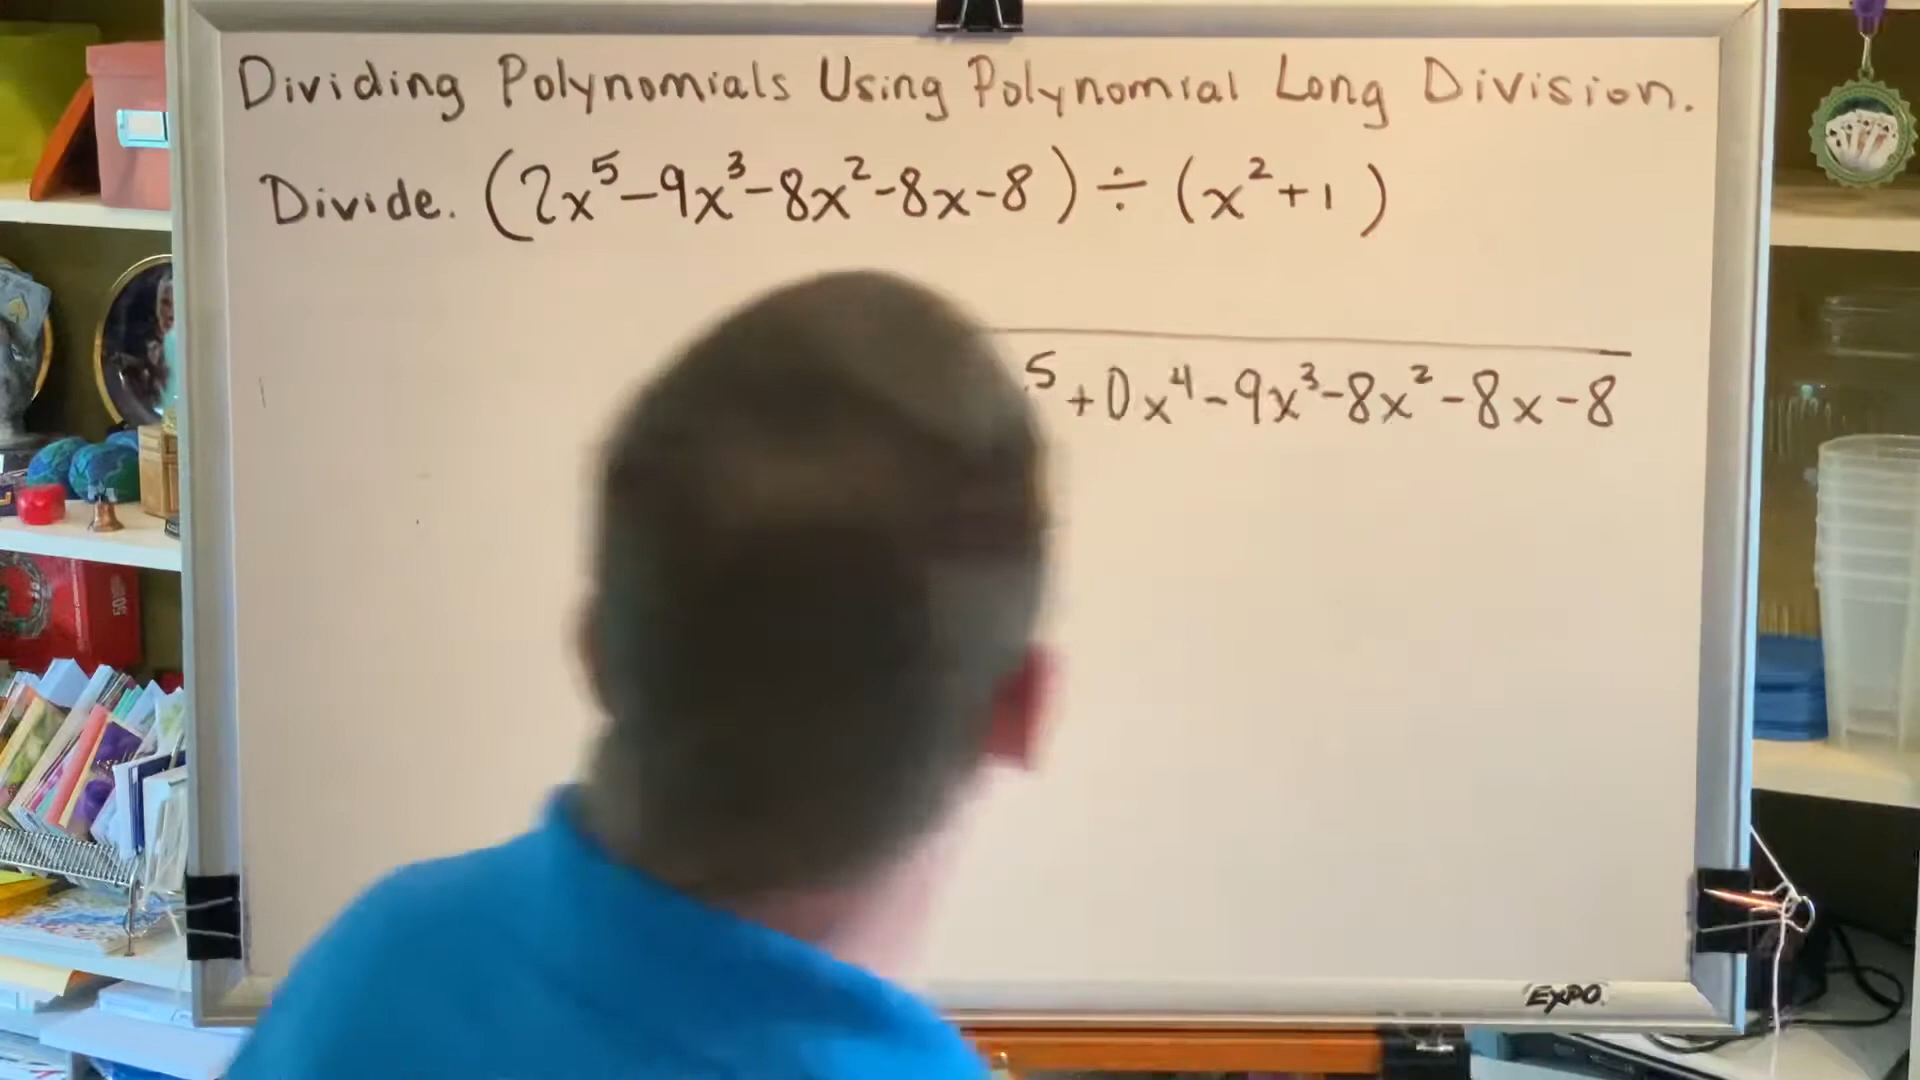 Dividing Polynomials Using Polynomial Long Division.
Divide. (2x⁵-9x³-8x²-8x-8) ÷ (x²+1)
⁵+0x⁴-9x³-8x²-8x-8
EXPO